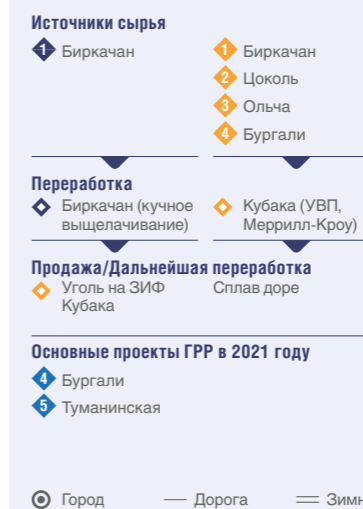 Источники сырья
1 Биркачан
1 Биркачан
2 Цоколь
3 Ольча
4 Бургали
Переработка
Биркачан (кучное
выщелачивание)
Кубака (УВП,
Меррилл-Кроу)
Продажа/Дальнейшая переработка
Уголь на ЗИФ
Кубака
Сплав доре
Основные проекты ГРР в 2021 году
4 Бургали
5 Туманинская
Город
Дорога